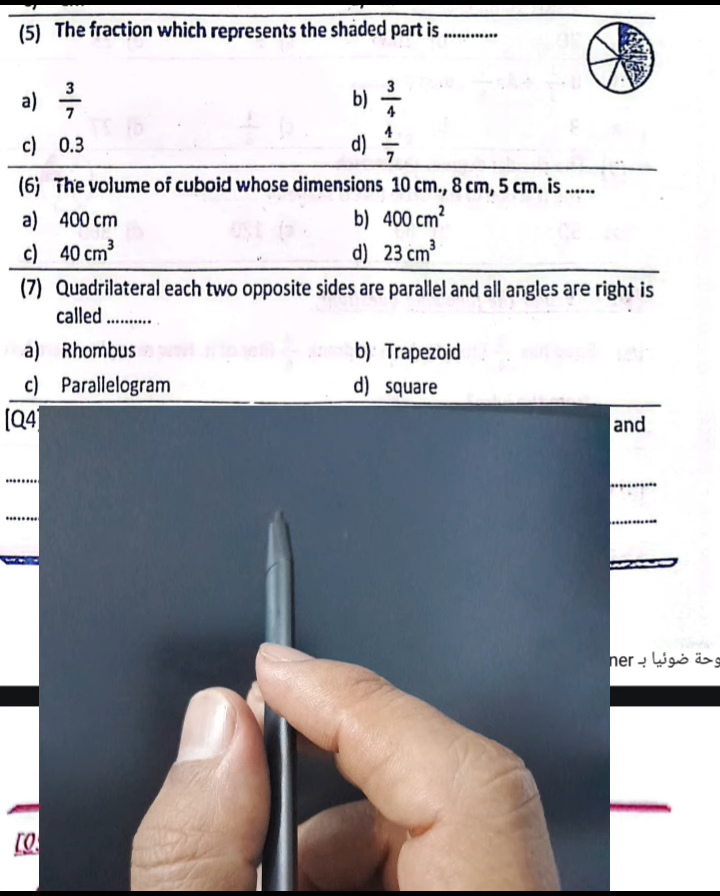 (5) The fraction which represents the shaded part is ............
a) 3/7 b) 3/4
c) 0.3 d) 4/7
(6) The volume of cuboid whose dimensions 10 cm., 8 cm, 5 cm. is ......
a) 400 cm b) 400 cm²
c) 40 cm³ d) 23 cm³
(7) Quadrilateral each two opposite sides are parallel and all angles are right is
called ..........
a) Rhombus b) Trapezoid
c) Parallelogram d) square
[Q4] and